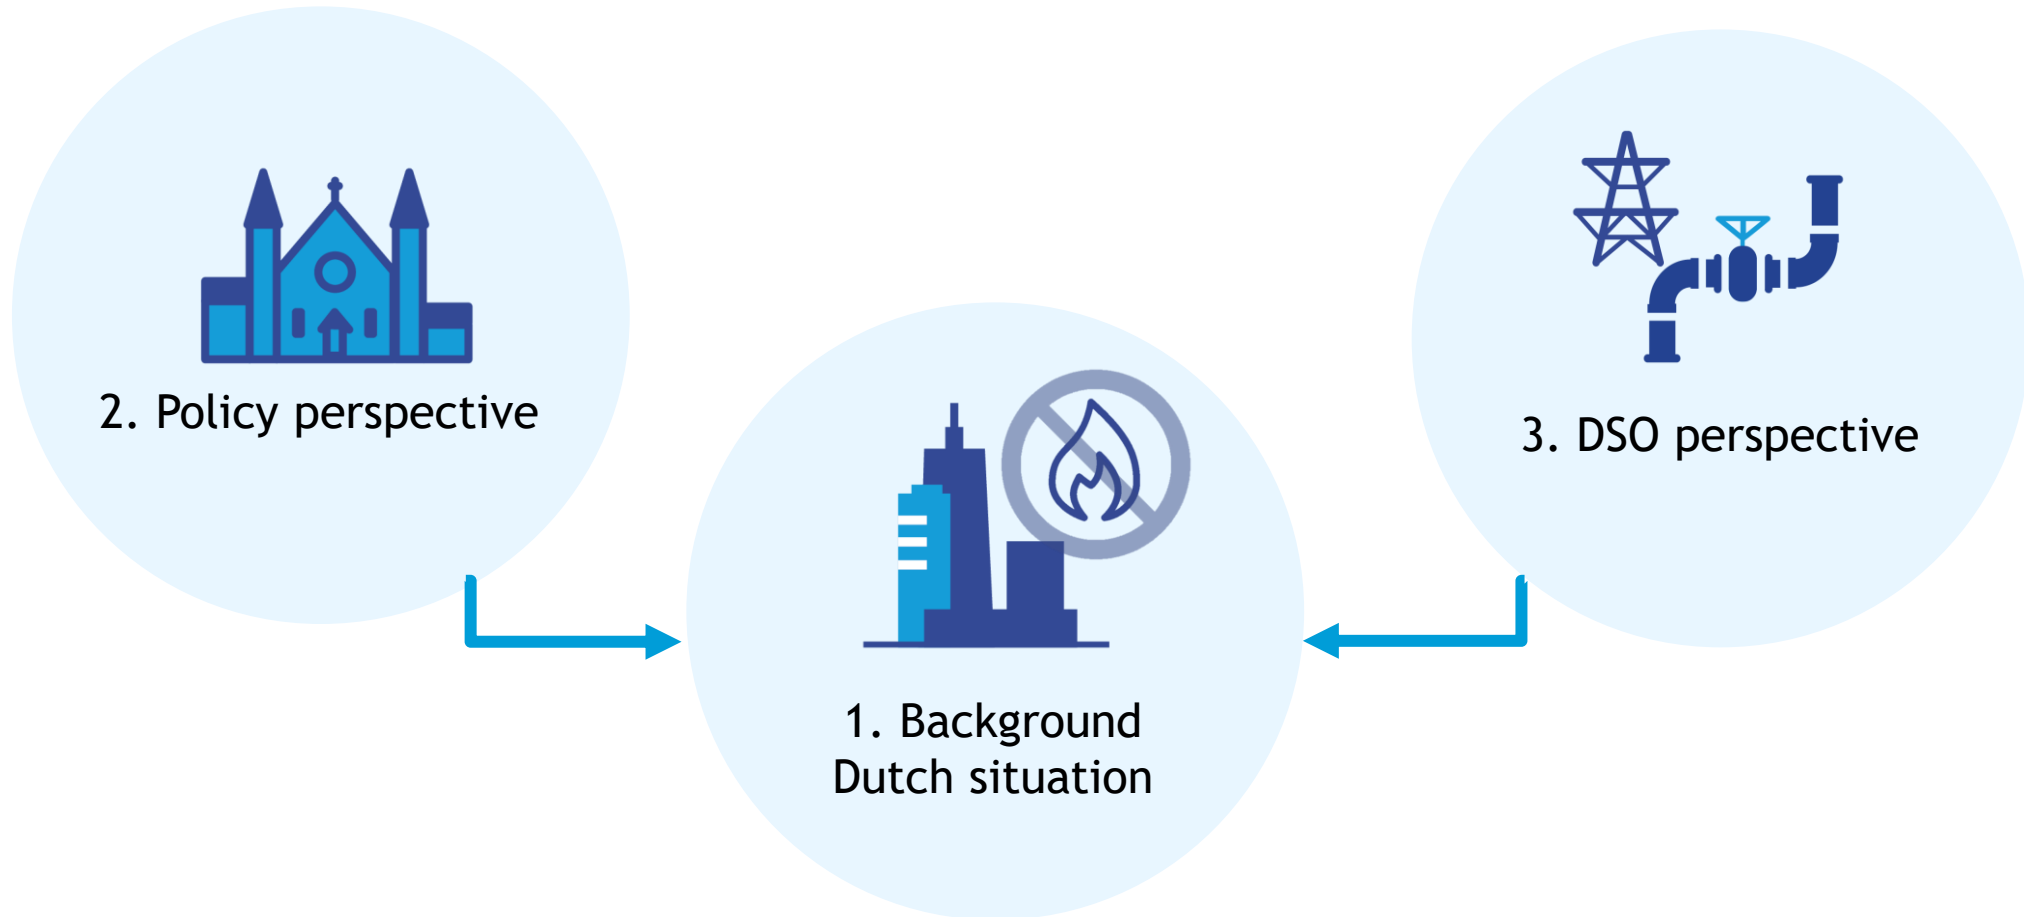 2. Policy perspective
3. DSO perspective
1. Background
Dutch situation